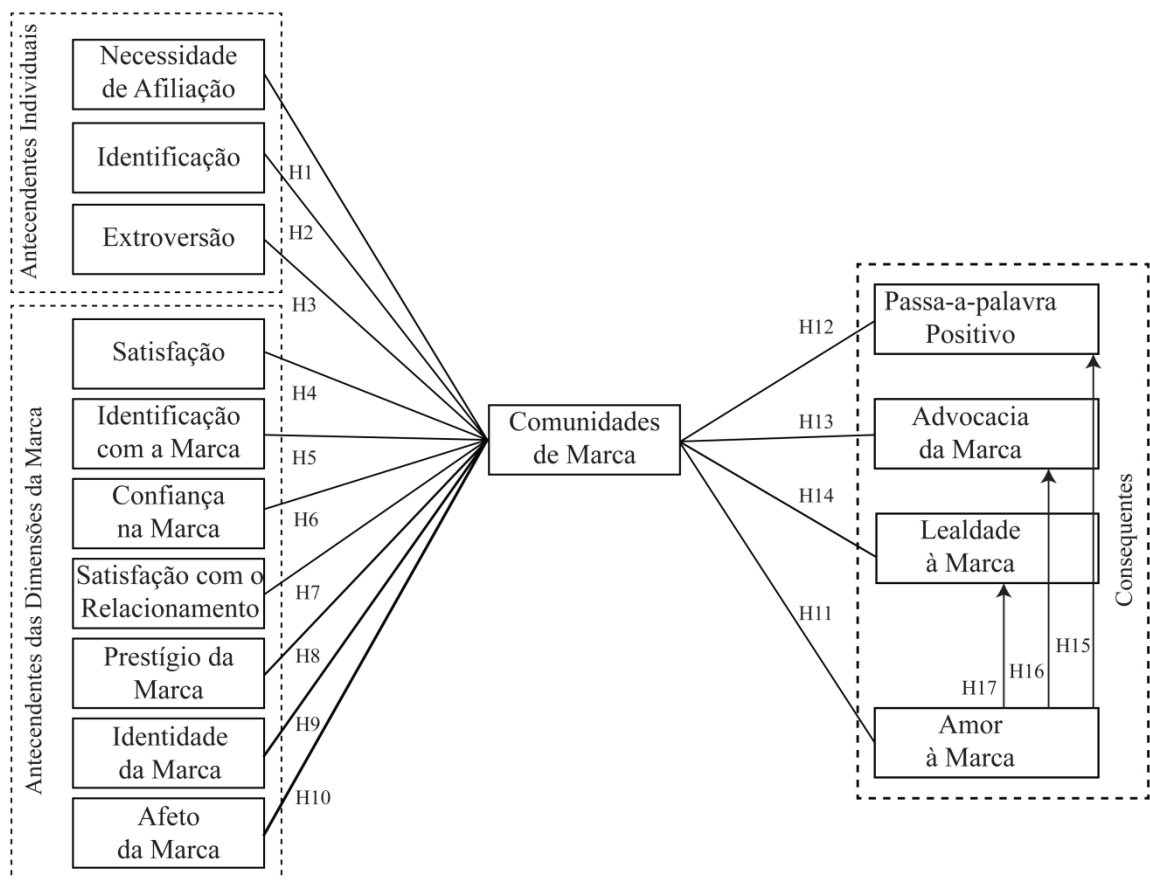 Antecendentes Individuais
Necessidade
de Afiliação
Identificação
Extroversão
H1
H2
H3
Antecendentes das Dimensões da Marca
Satisfação
Identificação
com a Marca
Confiança
na Marca
Satisfação com o
Relacionamento
Prestígio da
Marca
Identidade
da Marca
Afeto
da Marca
H4
H5
H6
H7
H8
H9
H10
Comunidades
de Marca
H12
H13
H14
H11
Passa-a-palavra
Positivo
Advocacia
da Marca
Lealdade
à Marca
Amor
à Marca
H17
H16
H15
Consequentes